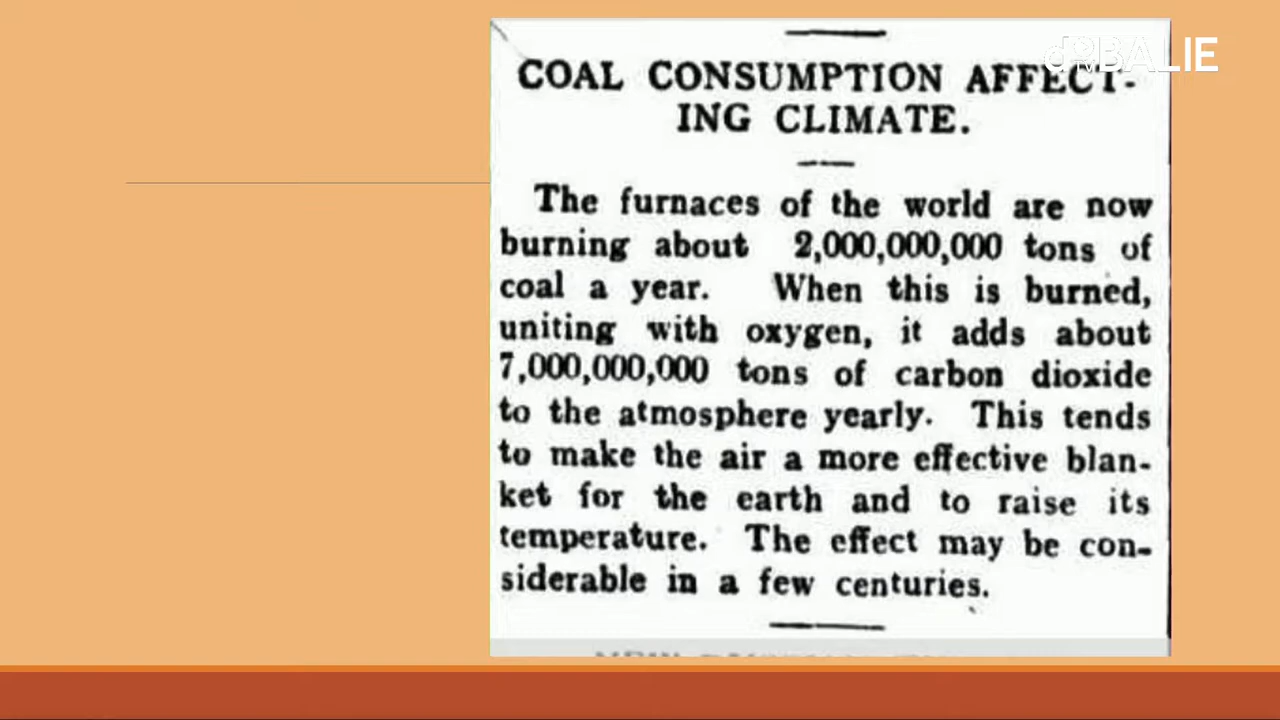 dRBALIE
COAL CONSUMPTION AFFECT-
ING CLIMATE.
The furnaces of the world are now
burning about 2,000,000,000 tons of
coal a year. When this is burned,
uniting with oxygen, it adds about
7,000,000,000 tons of carbon dioxide
to the atmosphere yearly. This tends
to make the air a more effective blan-
ket for the earth and to raise its
temperature. The effect may be con-
siderable in a few centuries.